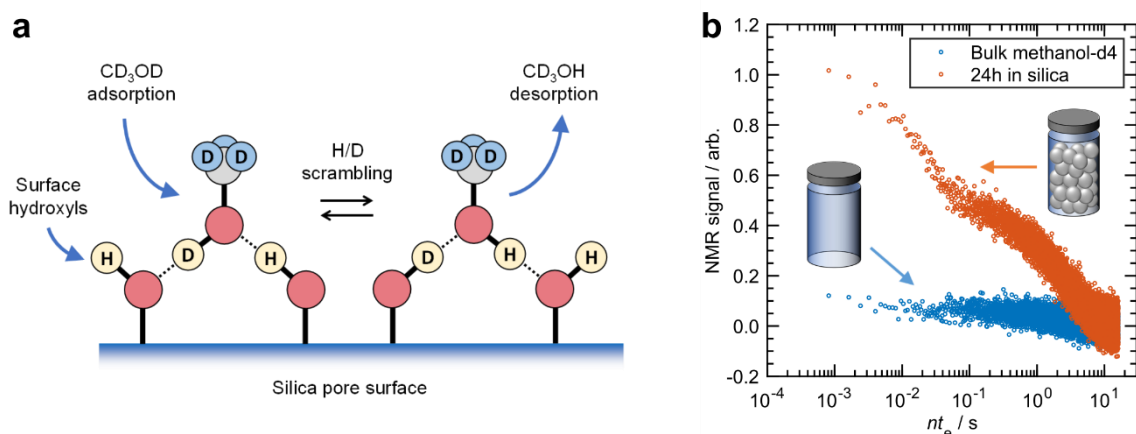 a
CD₃OD
adsorption
CD₃OH
desorption
D
D
H/D
scrambling
D
D
Surface
hydroxyls
H
D
H
D
H
H
Silica pore surface
b
1.2
1.0
0.8
0.6
0.4
0.2
0.0
-0.2
NMR signal / arb.
Bulk methanol-d4
24h in silica
10⁻⁴
10⁻³
10⁻²
10⁻¹
10⁰
10¹
ntₑ / s